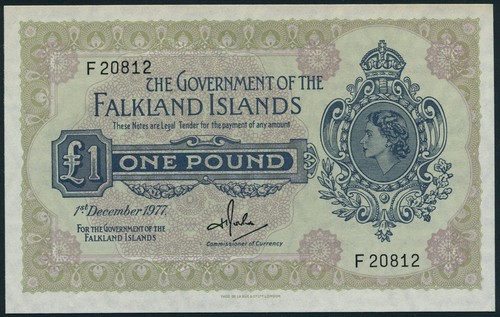 F 20812
THE GOVERNMENT OF THE
FALKLAND ISLANDS
These Notes are Legal Tender for the payment of any amount
£1
ONE POUND
1st December 1977.
FOR THE GOVERNMENT OF THE
FALKLAND ISLANDS
Commissioner of Currency
F 20812